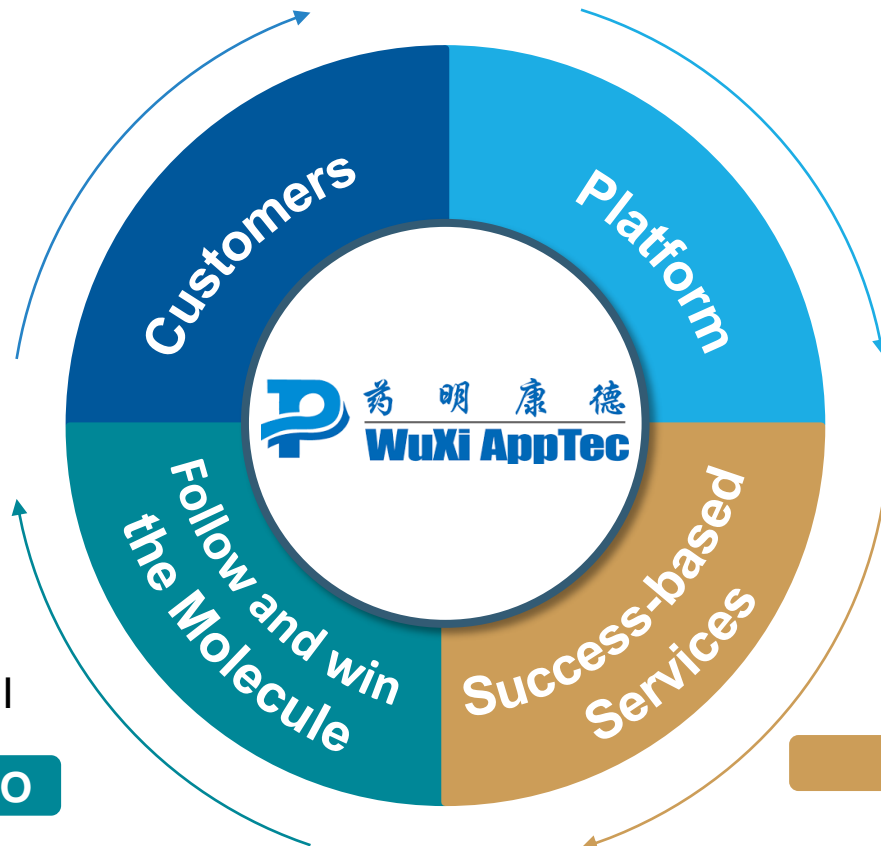 Customers
Platform
药明康德
WuXi AppTec
Follow and win
the Molecule
Success-based
Services
l
O